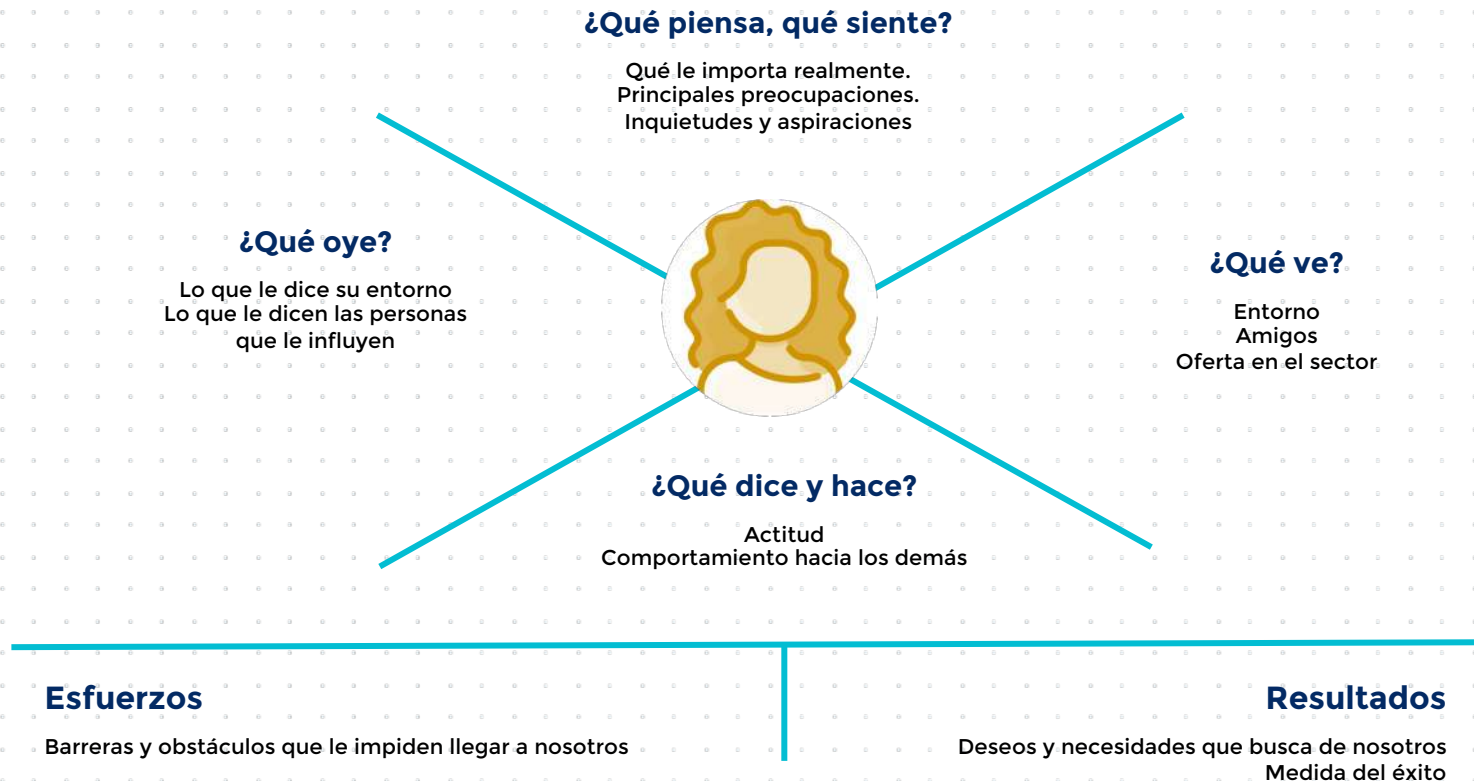 ¿Qué piensa, qué siente?
Qué le importa realmente.
Principales preocupaciones.
Inquietudes y aspiraciones
¿Qué oye?
Lo que le dice su entorno
Lo que le dicen las personas
que le influyen
¿Qué ve?
Entorno
Amigos
Oferta en el sector
¿Qué dice y hace?
Actitud
Comportamiento hacia los demás
Esfuerzos
Barreras y obstáculos que le impiden llegar a nosotros
Resultados
Deseos y necesidades que busca de nosotros
Medida del éxito